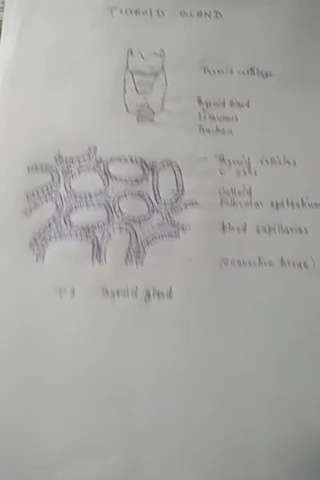 THYROID GLAND
Thyroid cartilage
Thyroid gland
Isthmus
Trachea
Thyroid follicles
C cells
Colloid
Follicular epithelium
blood capillaries
(Connective tissue)
Thyroid gland